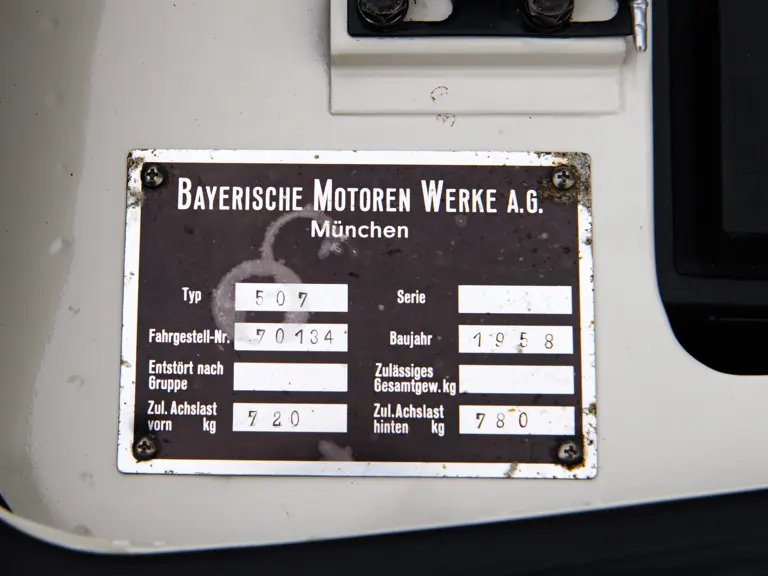 BAYERISCHE MOTOREN WERKE A.G.
München
Typ 507 Serie
Fahrgestell-Nr. 70134 Baujahr 1958
Entstört nach Zulässiges
Gruppe Gesamtgew.kg
Zul. Achslast 720 Zul.Achslast 780
vorn kg hinten kg